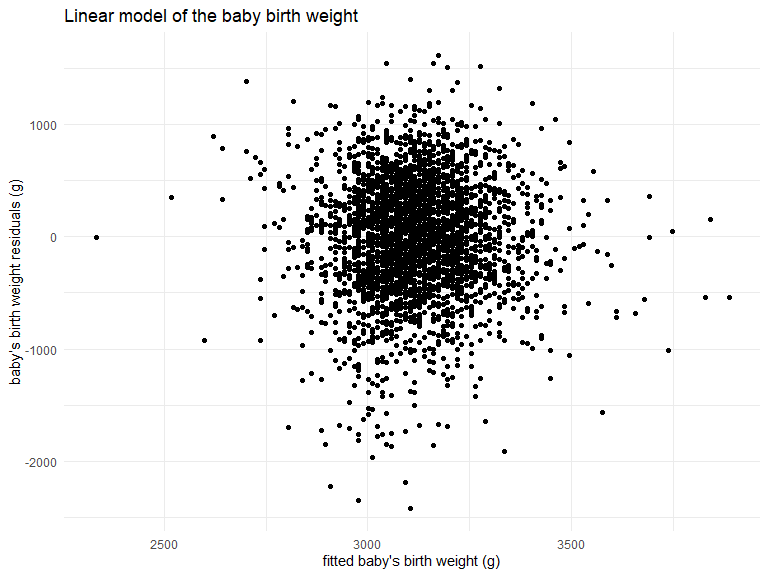 Linear model of the baby birth weight
baby's birth weight residuals (g)
1000
0
-1000
-2000
2500
3000
3500
fitted baby's birth weight (g)